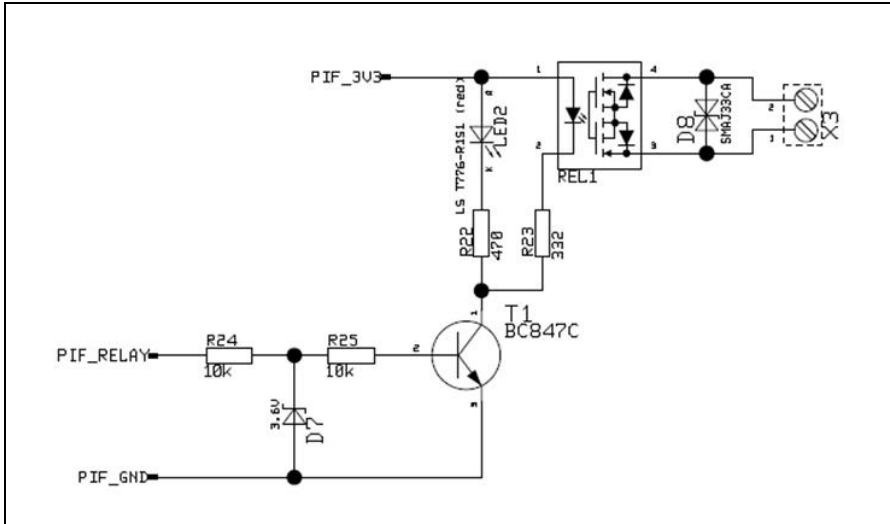 PIF_3V3
1
4
2
3
REL1
A
K
LED2
LS T776-R1S1 (red)
D8
SMAJ33CA
2
1
X3
R22
470
R23
332
1
T1
BC847C
2
3
PIF_RELAY
R24
10k
R25
10k
3.6V
D7
PIF_GND